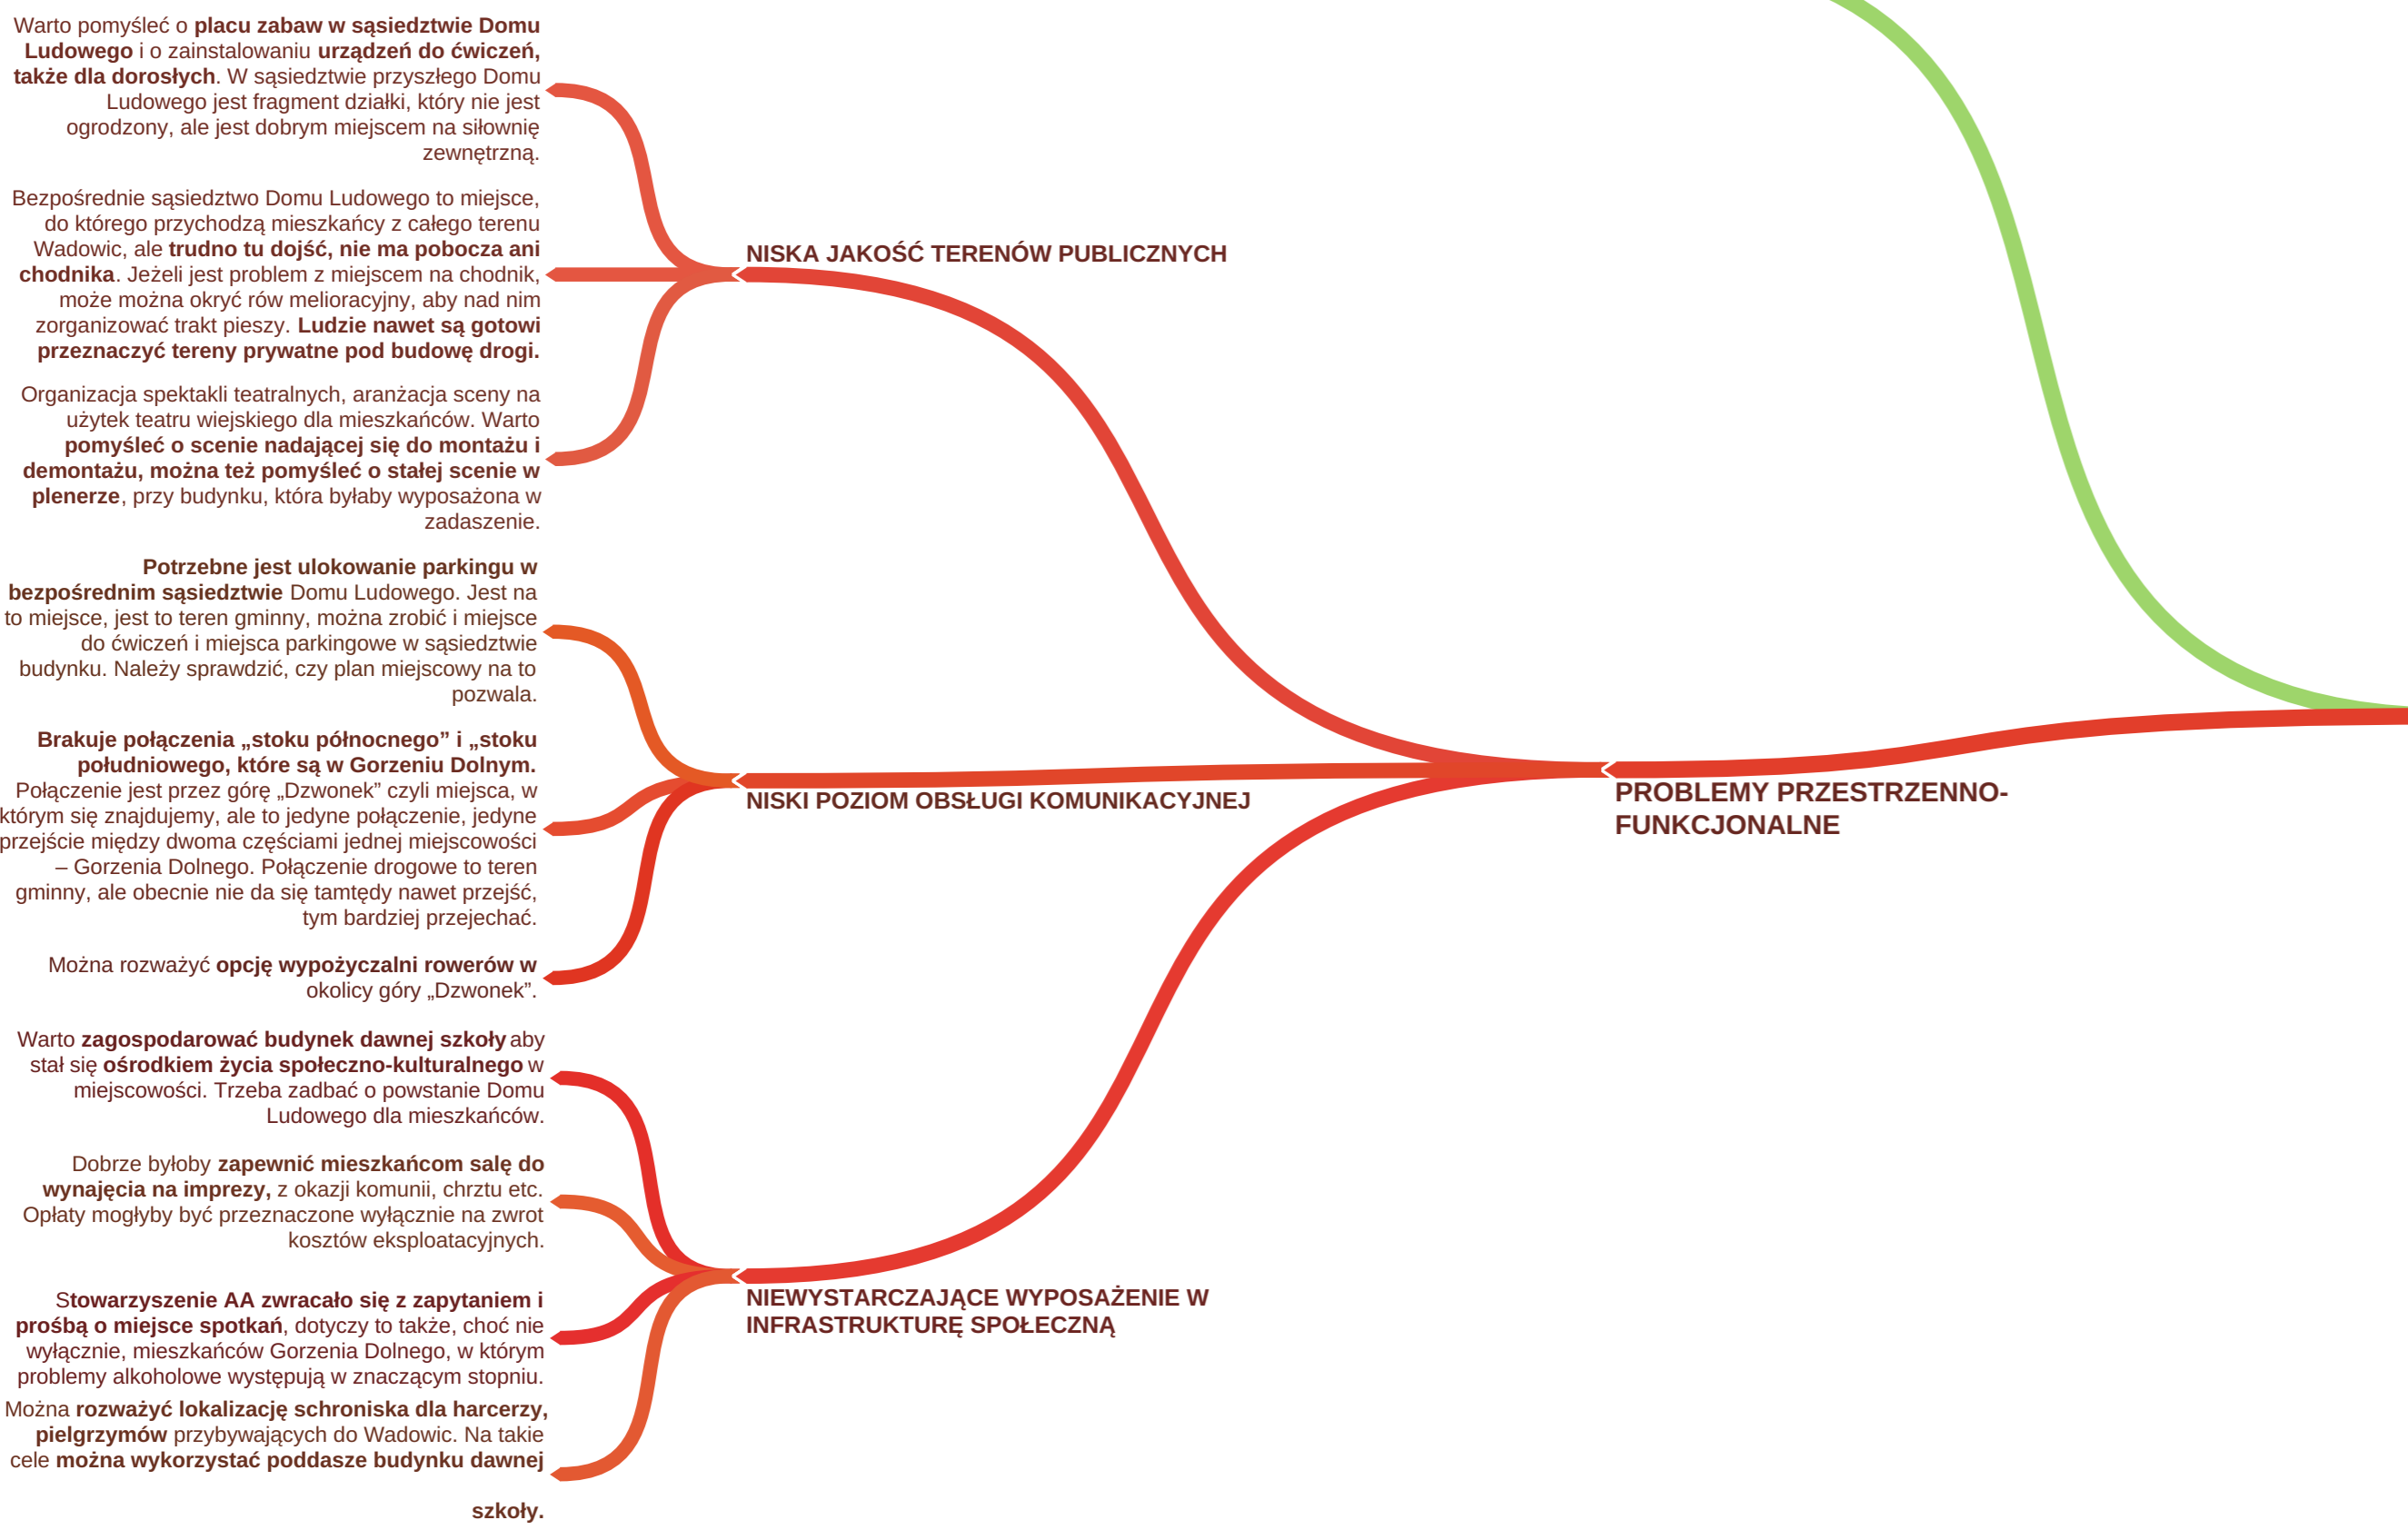 Warto pomyśleć o placu zabaw w sąsiedztwie Domu
Ludowego i o zainstalowaniu urządzeń do ćwiczeń,
także dla dorosłych. W sąsiedztwie przyszłego Domu
Ludowego jest fragment działki, który nie jest
ogrodzony, ale jest dobrym miejscem na siłownię
zewnętrzną.
Bezpośrednie sąsiedztwo Domu Ludowego to miejsce,
do którego przychodzą mieszkańcy z całego terenu
Wadowic, ale trudno tu dojść, nie ma pobocza ani
chodnika. Jeżeli jest problem z miejscem na chodnik,
może można okryć rów melioracyjny, aby nad nim
zorganizować trakt pieszy. Ludzie nawet są gotowi
przeznaczyć tereny prywatne pod budowę drogi.
Organizacja spektakli teatralnych, aranżacja sceny na
użytek teatru wiejskiego dla mieszkańców. Warto
pomyśleć o scenie nadającej się do montażu i
demontażu, można też pomyśleć o stałej scenie w
plenerze, przy budynku, która byłaby wyposażona w
zadaszenie.
NISKA JAKOŚĆ TERENÓW PUBLICZNYCH
Potrzebne jest ulokowanie parkingu w
bezpośrednim sąsiedztwie Domu Ludowego. Jest na
to miejsce, jest to teren gminny, można zrobić i miejsce
do ćwiczeń i miejsca parkingowe w sąsiedztwie
budynku. Należy sprawdzić, czy plan miejscowy na to
pozwala.
Brakuje połączenia „stoku północnego” i „stoku
południowego, które są w Gorzeniu Dolnym.
Połączenie jest przez górę „Dzwonek” czyli miejsca, w
którym się znajdujemy, ale to jedyne połączenie, jedyne
przejście między dwoma częściami jednej miejscowości
– Gorzenia Dolnego. Połączenie drogowe to teren
gminny, ale obecnie nie da się tamtędy nawet przejść,
tym bardziej przejechać.
Można rozważyć opcję wypożyczalni rowerów w
okolicy góry „Dzwonek”.
NISKI POZIOM OBSŁUGI KOMUNIKACYJNEJ
PROBLEMY PRZESTRZENNO-
FUNKCJONALNE
Warto zagospodarować budynek dawnej szkoły aby
stał się ośrodkiem życia społeczno-kulturalnego w
miejscowości. Trzeba zadbać o powstanie Domu
Ludowego dla mieszkańców.
Dobrze byłoby zapewnić mieszkańcom salę do
wynajęcia na imprezy, z okazji komunii, chrztu etc.
Opłaty mogłyby być przeznaczone wyłącznie na zwrot
kosztów eksploatacyjnych.
Stowarzyszenie AA zwracało się z zapytaniem i
prośbą o miejsce spotkań, dotyczy to także, choć nie
wyłącznie, mieszkańców Gorzenia Dolnego, w którym
problemy alkoholowe występują w znaczącym stopniu.
Można rozważyć lokalizację schroniska dla harcerzy,
pielgrzymów przybywających do Wadowic. Na takie
cele można wykorzystać poddasze budynku dawnej
szkoły.
NIEWYSTARCZAJĄCE WYPOSAŻENIE W
INFRASTRUKTURĘ SPOŁECZNĄ